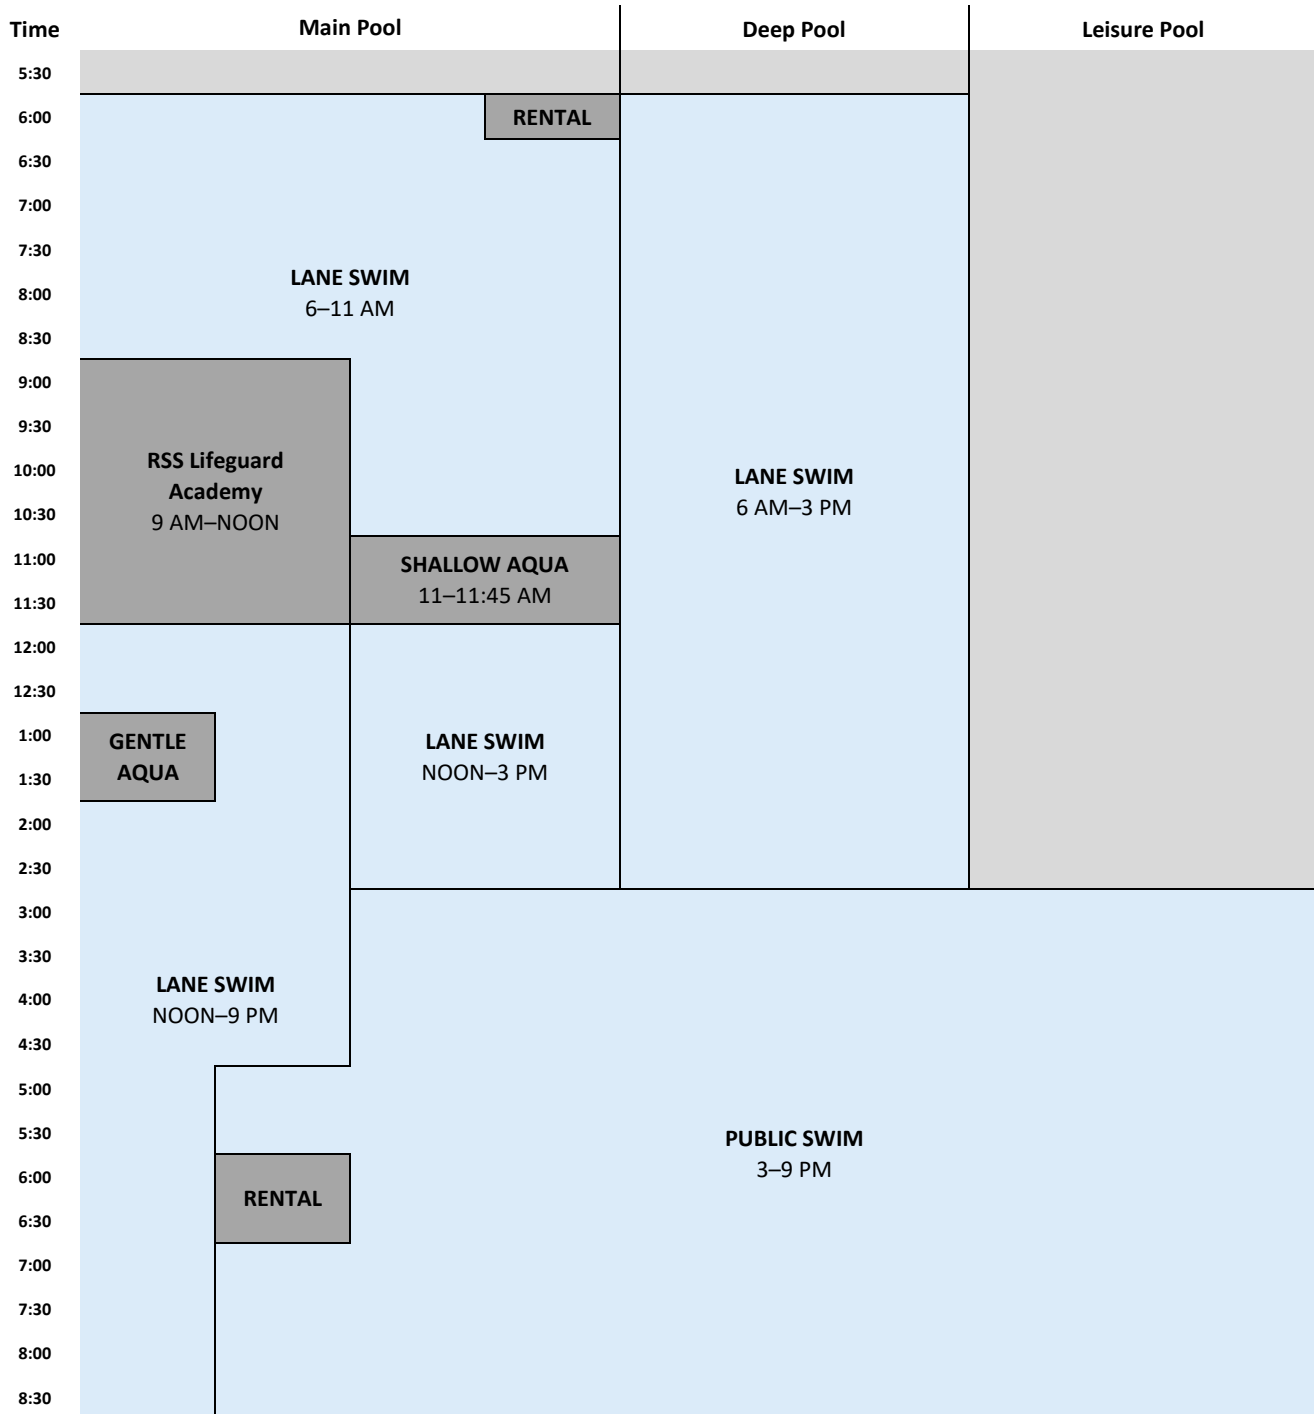 Time Main Pool Deep Pool Leisure Pool
5:30
6:00 RENTAL
6:30
7:00
7:30
LANE SWIM
8:00
6–11 AM
8:30
9:00
9:30
RSS Lifeguard
10:00
LANE SWIM
Academy
6 AM–3 PM
10:30
9 AM–NOON
11:00
SHALLOW AQUA
11–11:45 AM
11:30
12:00
12:30
1:00
GENTLE LANE SWIM
AQUA NOON–3 PM
1:30
2:00
2:30
3:00
3:30
LANE SWIM
4:00
NOON–9 PM
4:30
5:00
5:30
PUBLIC SWIM
3–9 PM
6:00
RENTAL
6:30
7:00
7:30
8:00
8:30